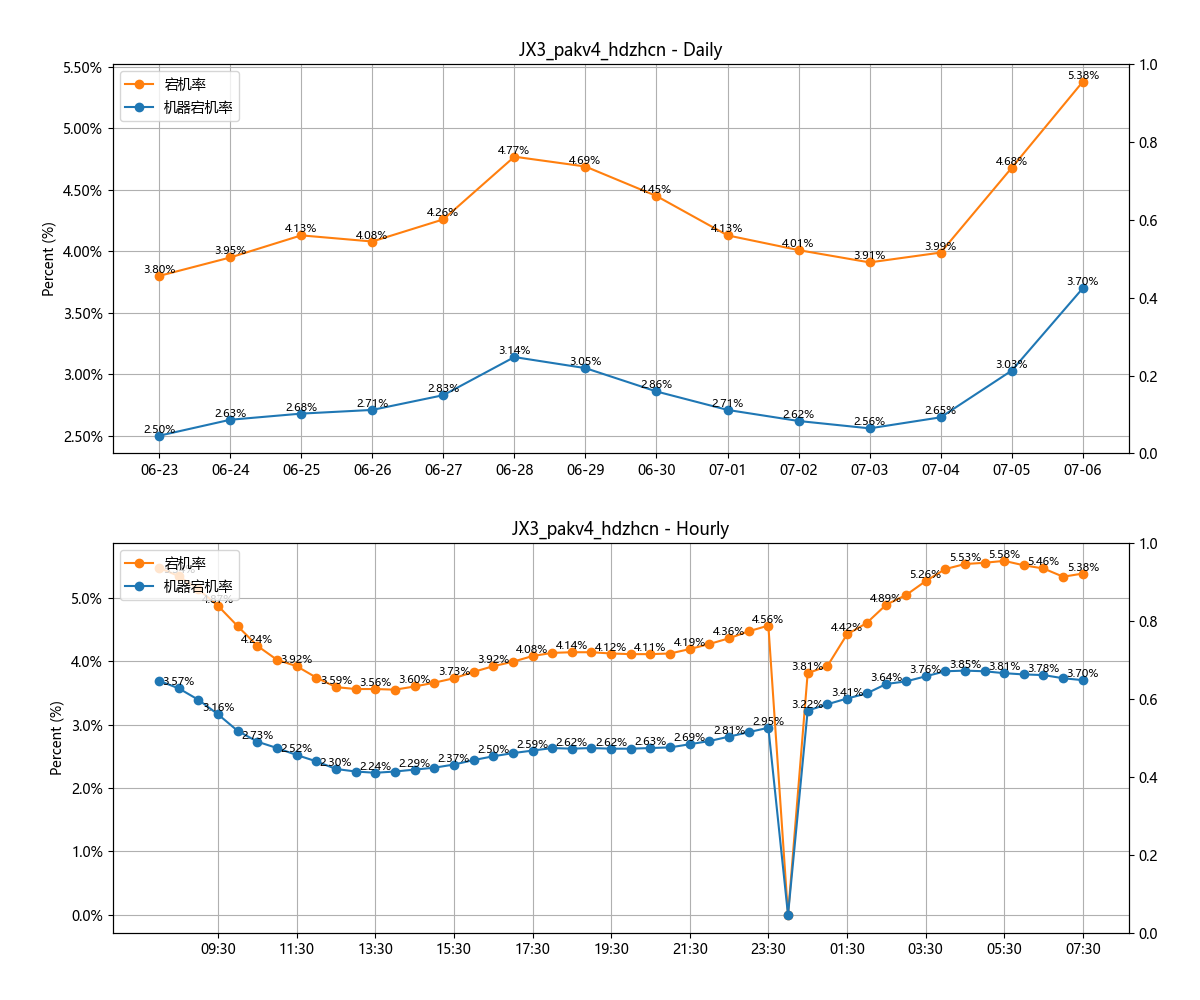 JX3_pakv4_hdzhcn - Daily
宕机率
机器宕机率
Percent (%)
5.50%
5.00%
4.50%
4.00%
3.50%
3.00%
2.50%
1.0
0.8
0.6
0.4
0.2
0.0
3.80% 3.95% 4.13% 4.08% 4.26% 4.77% 4.69% 4.45% 4.13% 4.01% 3.91% 3.99% 4.68% 5.38%
2.50% 2.63% 2.68% 2.71% 2.83% 3.14% 3.05% 2.86% 2.71% 2.62% 2.56% 2.65% 3.03% 3.70%
06-23 06-24 06-25 06-26 06-27 06-28 06-29 06-30 07-01 07-02 07-03 07-04 07-05 07-06
JX3_pakv4_hdzhcn - Hourly
宕机率
机器宕机率
Percent (%)
5.0%
4.0%
3.0%
2.0%
1.0%
0.0%
1.0
0.8
0.6
0.4
0.2
0.0
4.87% 4.24% 3.92% 3.59% 3.56% 3.60% 3.73% 3.92% 4.08% 4.14% 4.12% 4.11% 4.19% 4.36% 4.56% 3.81% 4.42% 4.89% 5.26% 5.53% 5.58% 5.46% 5.38%
3.57% 3.16% 2.73% 2.52% 2.30% 2.24% 2.29% 2.37% 2.50% 2.59% 2.62% 2.62% 2.63% 2.69% 2.81% 2.95% 3.22% 3.41% 3.64% 3.76% 3.85% 3.81% 3.78% 3.70%
09:30 11:30 13:30 15:30 17:30 19:30 21:30 23:30 01:30 03:30 05:30 07:30